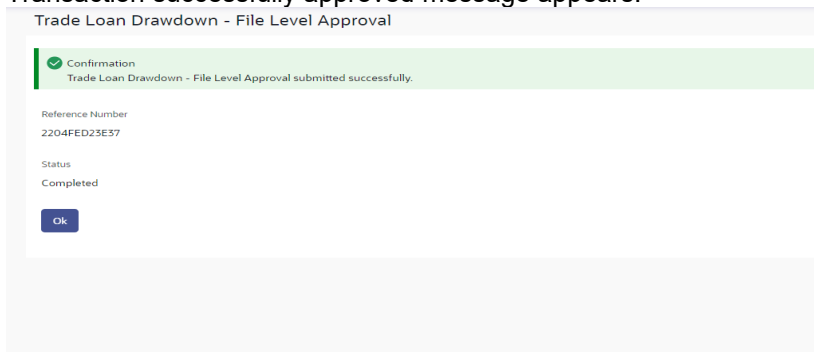 Transaction successfully approved message appears.
Trade Loan Drawdown - File Level Approval
Confirmation
Trade Loan Drawdown - File Level Approval submitted successfully.
Reference Number
2204FED23E37
Status
Completed
Ok